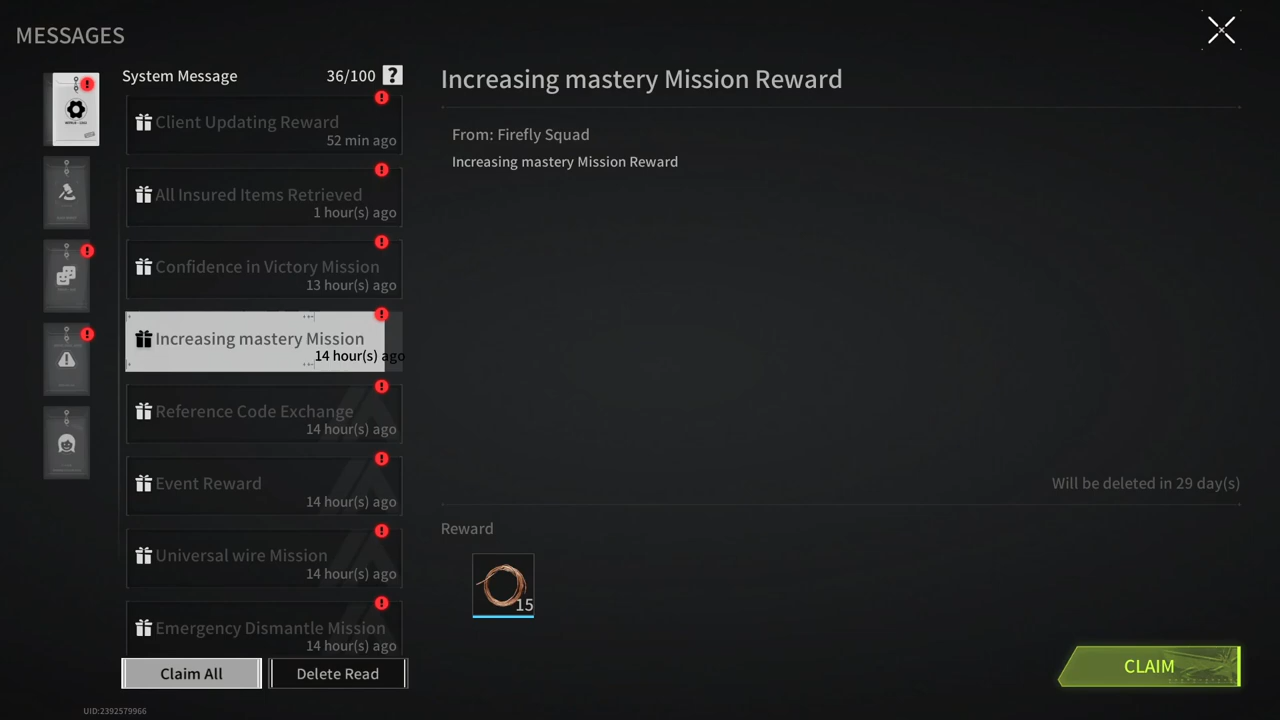 MESSAGES
System Message 36/100 ?
Client Updating Reward
52 min ago
All Insured Items Retrieved
1 hour(s) ago
Confidence in Victory Mission
13 hour(s) ago
Increasing mastery Mission
14 hour(s) ago
Reference Code Exchange
14 hour(s) ago
Event Reward
14 hour(s) ago
Universal wire Mission
14 hour(s) ago
Emergency Dismantle Mission
14 hour(s) ago
Claim All
Delete Read
UID:2392579966
Increasing mastery Mission Reward
From: Firefly Squad
Increasing mastery Mission Reward
Will be deleted in 29 day(s)
Reward
15
CLAIM